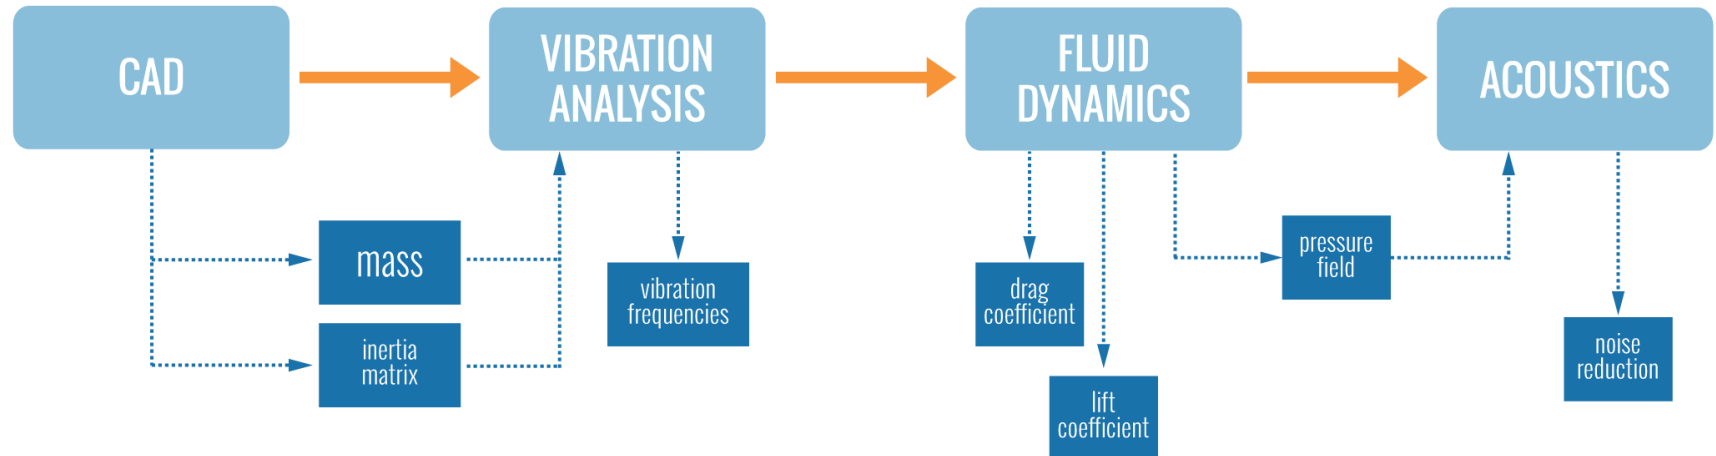 CAD
VIBRATION
ANALYSIS
FLUID
DYNAMICS
ACOUSTICS
mass
inertia
matrix
vibration
frequencies
drag
coefficient
lift
coefficient
pressure
field
noise
reduction